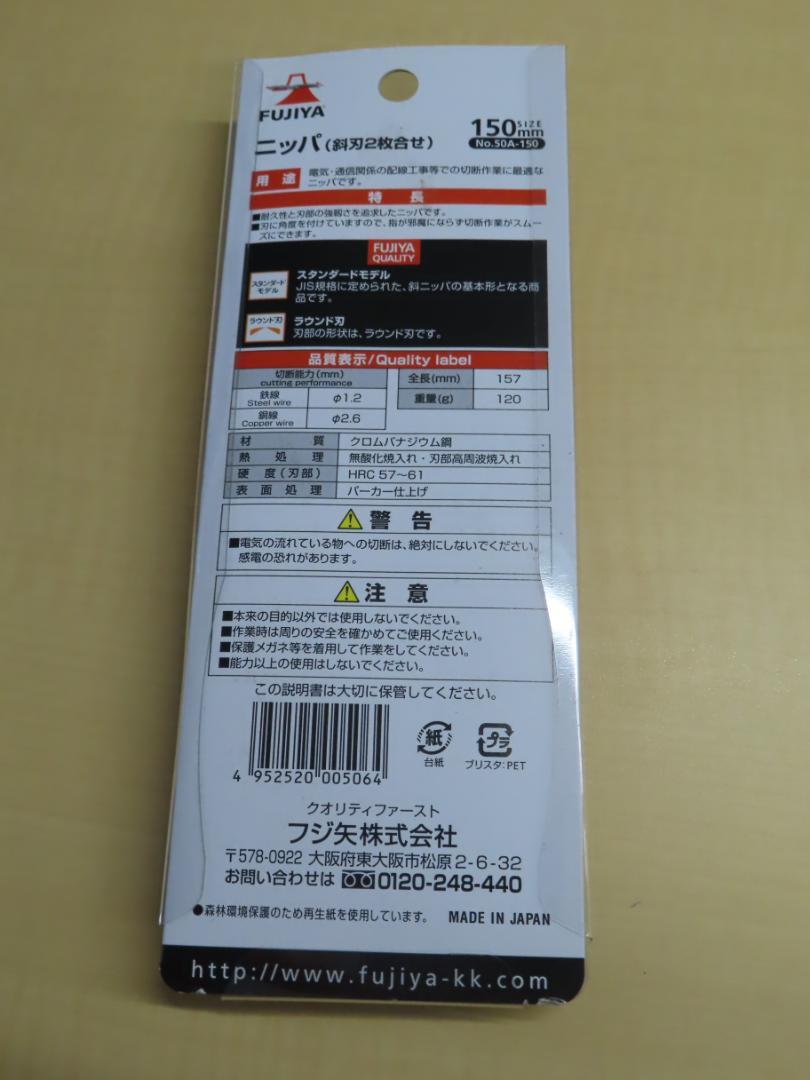 FUJIYA
ニッパ(斜刃2枚合せ)
150mm SIZE
No.50A-150
用途
電気・通信関係の配線工事等での切断作業に最適な
ニッパです。
特長
■耐久性と刃部の強靱さを追求したニッパです。
■刃に角度を付けていますので、指が邪魔にならず切断作業がスムー
ズにできます。
FUJIYA
QUALITY
スタンダード
モデル
スタンダードモデル
JIS規格に定められた、斜ニッパの基本形となる商
品です。
ラウンド刃
ラウンド刃
刃部の形状は、ラウンド刃です。
品質表示/Quality label
切断能力(mm)
cutting performance
鉄線
Steel wire
φ1.2
銅線
Copper wire
φ2.6
全長(mm) 157
重量(g) 120
材質 クロムバナジウム鋼
熱処理 無酸化焼入れ・刃部高周波焼入れ
硬度(刃部) HRC 57〜61
表面処理 パーカー仕上げ
警告
■電気の流れている物への切断は、絶対にしないでください。
感電の恐れがあります。
注意
■本来の目的以外では使用しないでください。
■作業時は周りの安全を確かめてご使用ください。
■保護メガネ等を着用して作業をしてください。
■能力以上の使用はしないでください。
この説明書は大切に保管してください。
4 952520 005064
紙
台紙
プラ
ブリスタ:PET
クオリティファースト
フジ矢株式会社
〒578-0922 大阪府東大阪市松原2-6-32
お問い合わせは 0120-248-440
●森林環境保護のため再生紙を使用しています。 MADE IN JAPAN
http://www.fujiya-kk.com